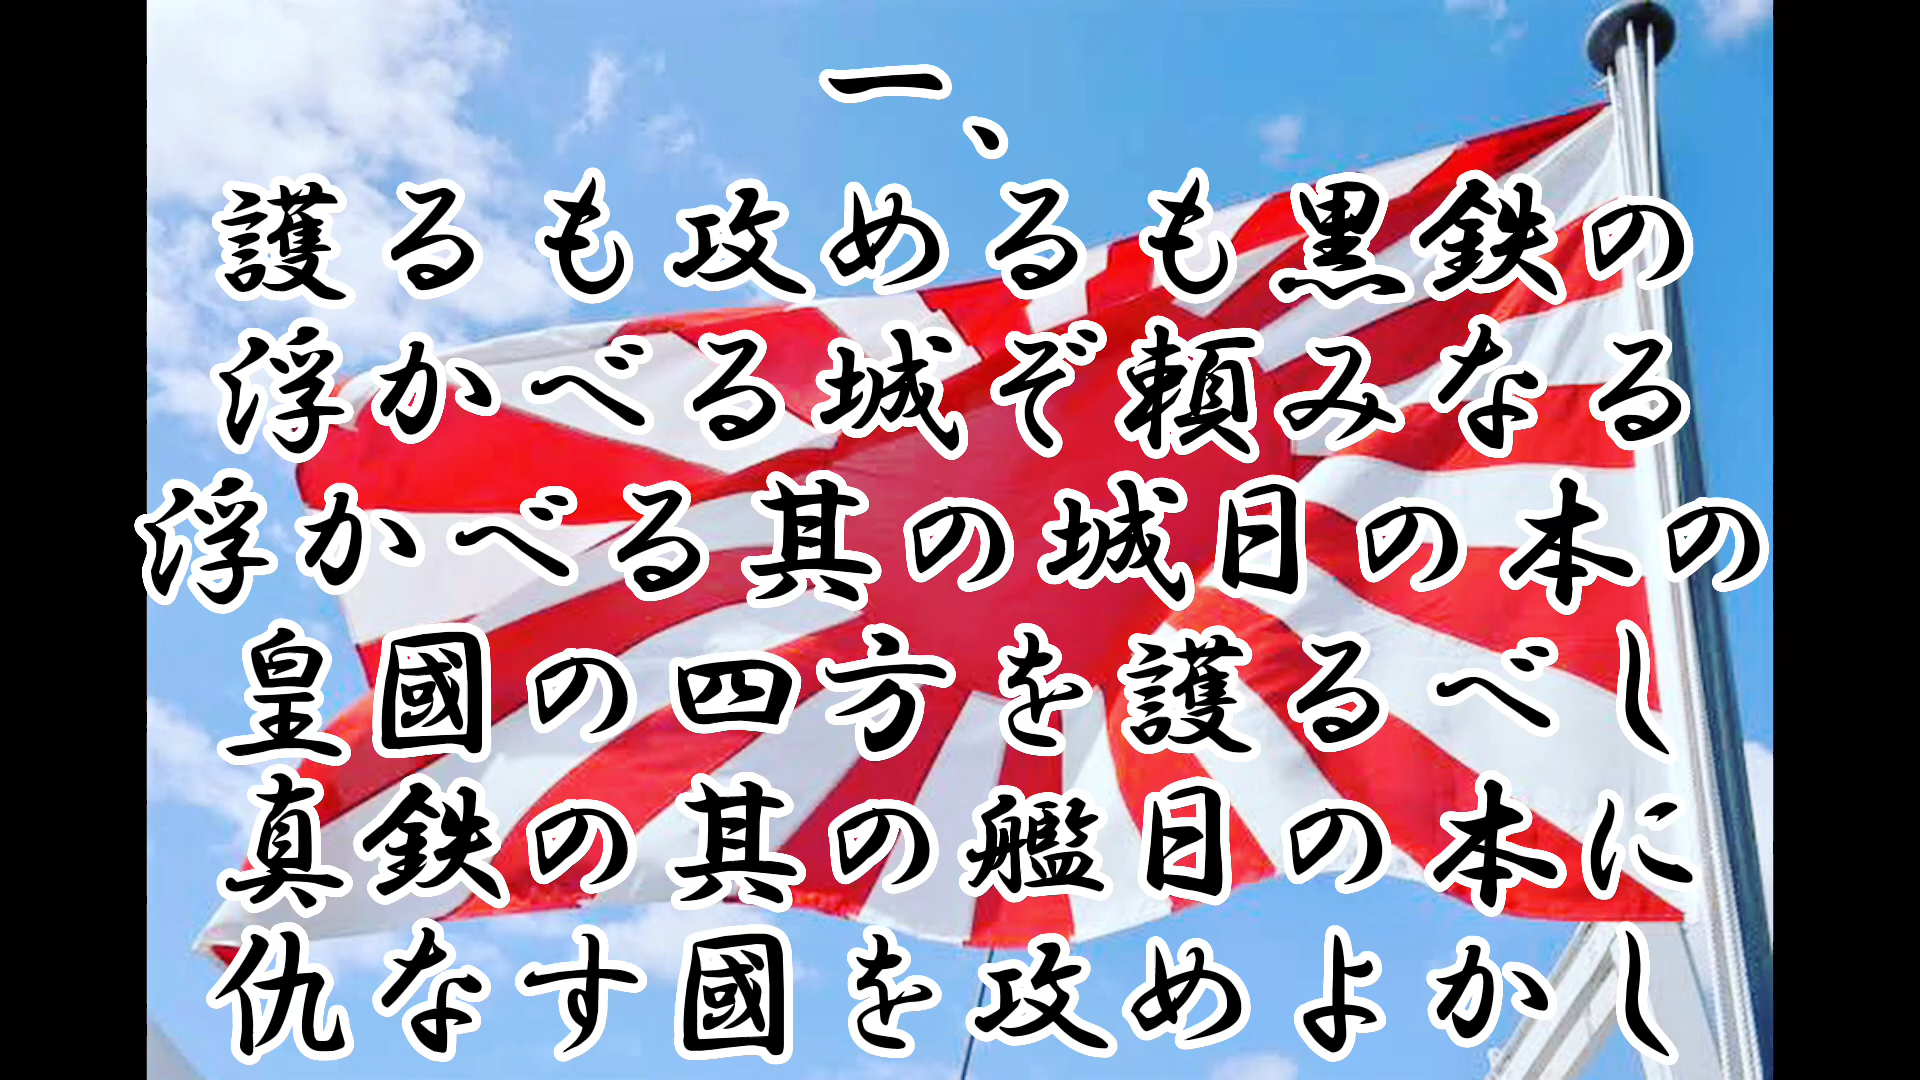 一、
護るも攻めるも黒鉄の
浮かべる城ぞ頼みなる
浮かべる其の城日の本の
皇國の四方を護るべし
真鉄の其の艦日の本に
仇なす國を攻めよかし